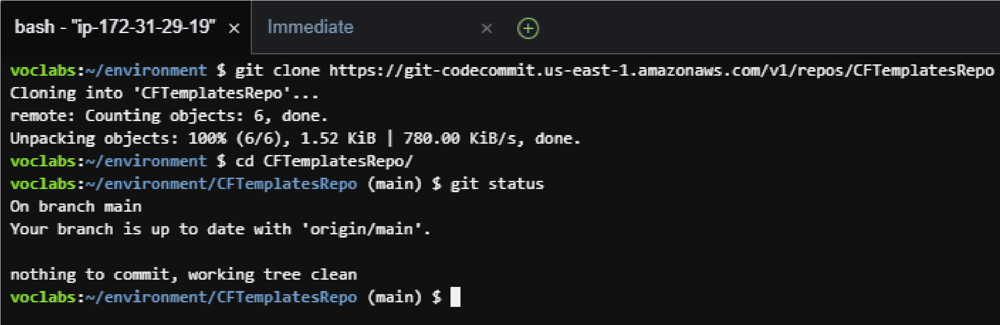 bash - "ip-172-31-29-19" × Immediate ×
voclabs:~/environment $ git clone https://git-codecommit.us-east-1.amazonaws.com/v1/repos/CFTemplatesRepo
Cloning into 'CFTemplatesRepo'...
remote: Counting objects: 6, done.
Unpacking objects: 100% (6/6), 1.52 KiB | 780.00 KiB/s, done.
voclabs:~/environment $ cd CFTemplatesRepo/
voclabs:~/environment/CFTemplatesRepo (main) $ git status
On branch main
Your branch is up to date with 'origin/main'.
nothing to commit, working tree clean
voclabs:~/environment/CFTemplatesRepo (main) $